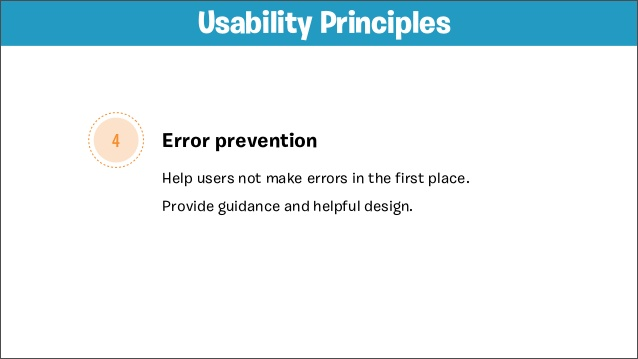 Usability Principles
4
Error prevention
Help users not make errors in the first place.
Provide guidance and helpful design.